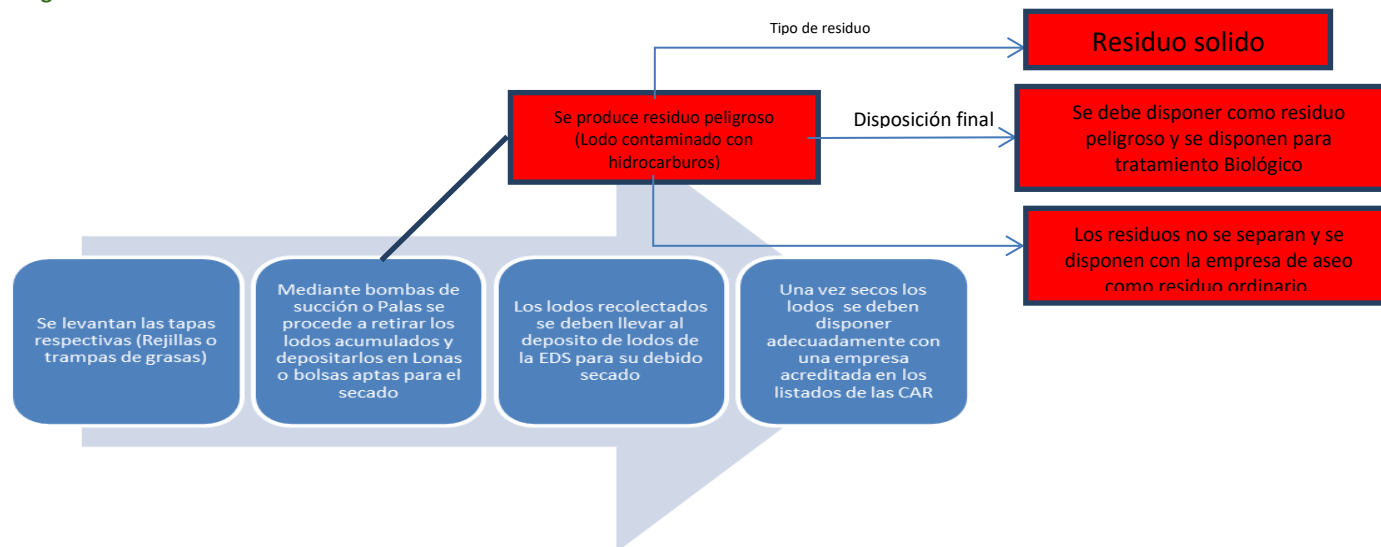 Tipo de residuo
Residuo solido
Se produce residuo peligroso
(Lodo contaminado con
hidrocarburos)
Disposición final
Se debe disponer como residuo
peligroso y se disponen para
tratamiento Biológico
Los residuos no se separan y se
disponen con la empresa de aseo
como residuo ordinario.
Se levantan las tapas
respectivas (Rejillas o
trampas de grasas)
Mediante bombas de
succión o Palas se
procede a retirar los
lodos acumulados y
depositarlos en Lonas
o bolsas aptas para el
secado
Los lodos recolectados
se deben llevar al
deposito de lodos de
la EDS para su debido
secado
Una vez secos los
lodos se deben
disponer
adecuadamente con
una empresa
acreditada en los
listados de las CAR